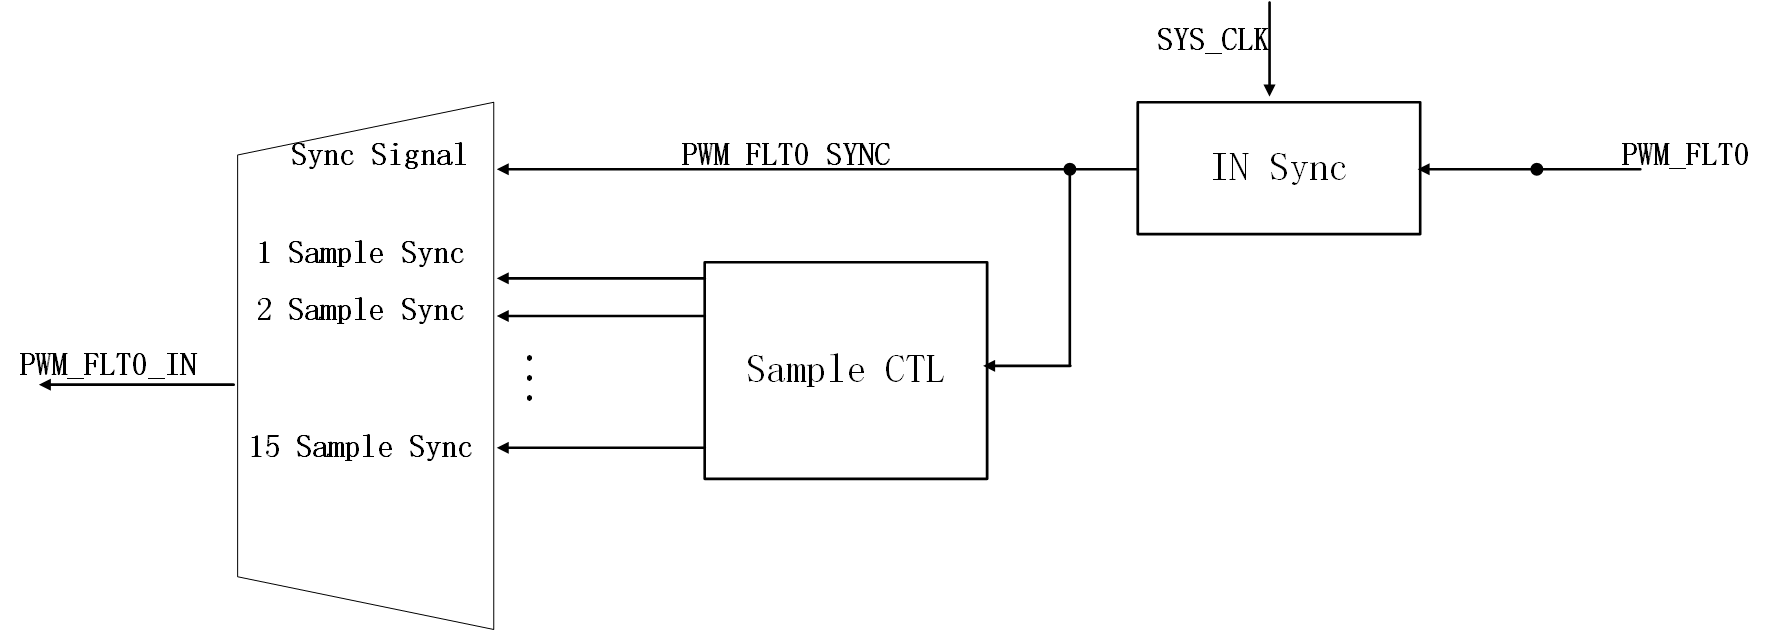 SYS_CLK
Sync Signal
PWM_FLT0_SYNC
IN Sync
PWM_FLT0
1 Sample Sync
2 Sample Sync
Sample CTL
PWM_FLT0_IN
15 Sample Sync